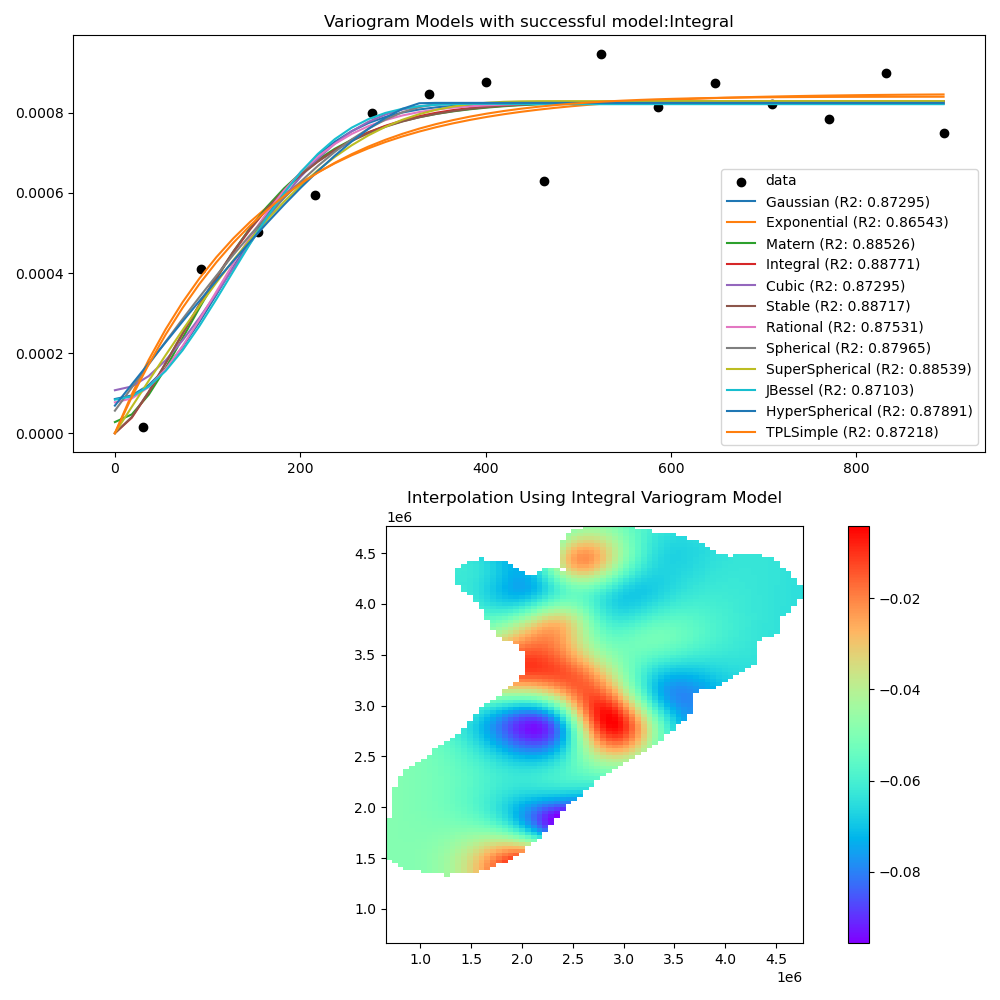 Variogram Models with successful model:Integral
0.0008
0.0006
0.0004
0.0002
0.0000
0
200
400
600
800
data
Gaussian (R2: 0.87295)
Exponential (R2: 0.86543)
Matern (R2: 0.88526)
Integral (R2: 0.88771)
Cubic (R2: 0.87295)
Stable (R2: 0.88717)
Rational (R2: 0.87531)
Spherical (R2: 0.87965)
SuperSpherical (R2: 0.88539)
JBessel (R2: 0.87103)
HyperSpherical (R2: 0.87891)
TPLSimple (R2: 0.87218)
Interpolation Using Integral Variogram Model
1e6
4.5
4.0
3.5
3.0
2.5
2.0
1.5
1.0
1.0
1.5
2.0
2.5
3.0
3.5
4.0
4.5
1e6
−0.02
−0.04
−0.06
−0.08